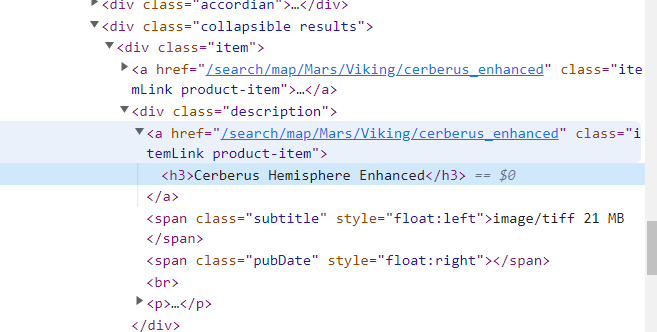 <div class="accordian">…</div>
<div class="collapsible results">
<div class="item">
<a href="/search/map/Mars/Viking/cerberus_enhanced" class="ite
mLink product-item">…</a>
<div class="description">
<a href="/search/map/Mars/Viking/cerberus_enhanced" class="i
temLink product-item">
<h3>Cerberus Hemisphere Enhanced</h3> == $0
</a>
<span class="subtitle" style="float:left">image/tiff 21 MB
</span>
<span class="pubDate" style="float:right"></span>
<br>
<p>…</p>
</div>